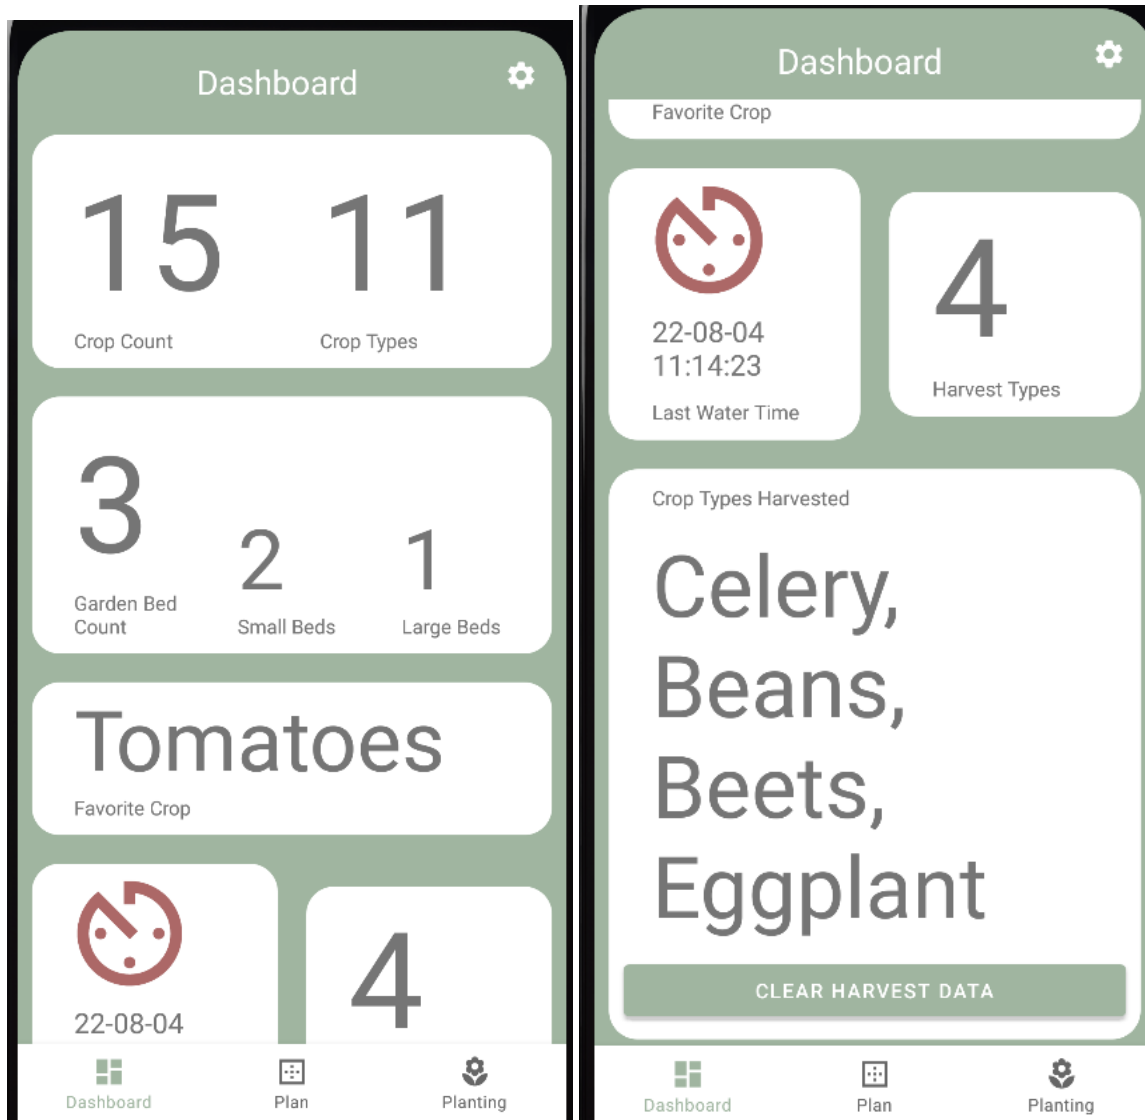 Dashboard
15 11
Crop Count Crop Types
3 2 1
Garden Bed
Count Small Beds Large Beds
Tomatoes
Favorite Crop
22-08-04
4
Dashboard Plan Planting
Dashboard
Favorite Crop
22-08-04
11:14:23
Last Water Time
4
Harvest Types
Crop Types Harvested
Celery,
Beans,
Beets,
Eggplant
CLEAR HARVEST DATA
Dashboard Plan Planting